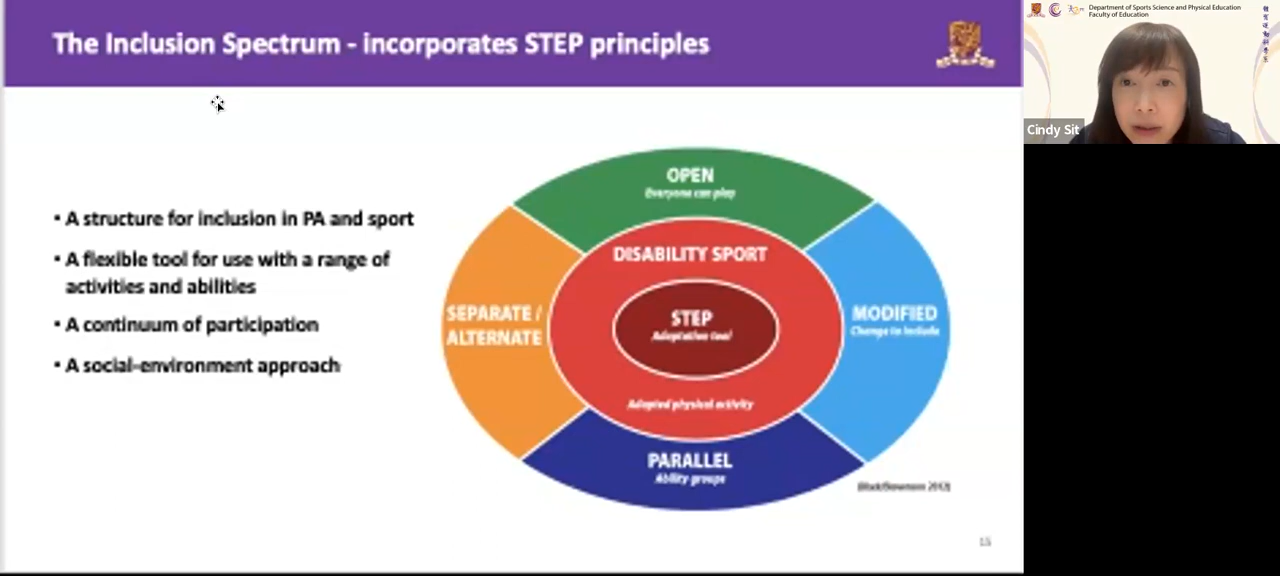 The Inclusion Spectrum - incorporates STEP principles
• A structure for inclusion in PA and sport
• A flexible tool for use with a range of
activities and abilities
• A continuum of participation
• A social-environment approach
OPEN
Everyone can play
DISABILITY SPORT
SEPARATE /
ALTERNATE
STEP
Adaptation tool
MODIFIED
Change to include
Adapted physical activity
PARALLEL
Ability groups
15
Department of Sports Science and Physical Education
Faculty of Education
Cindy Sit